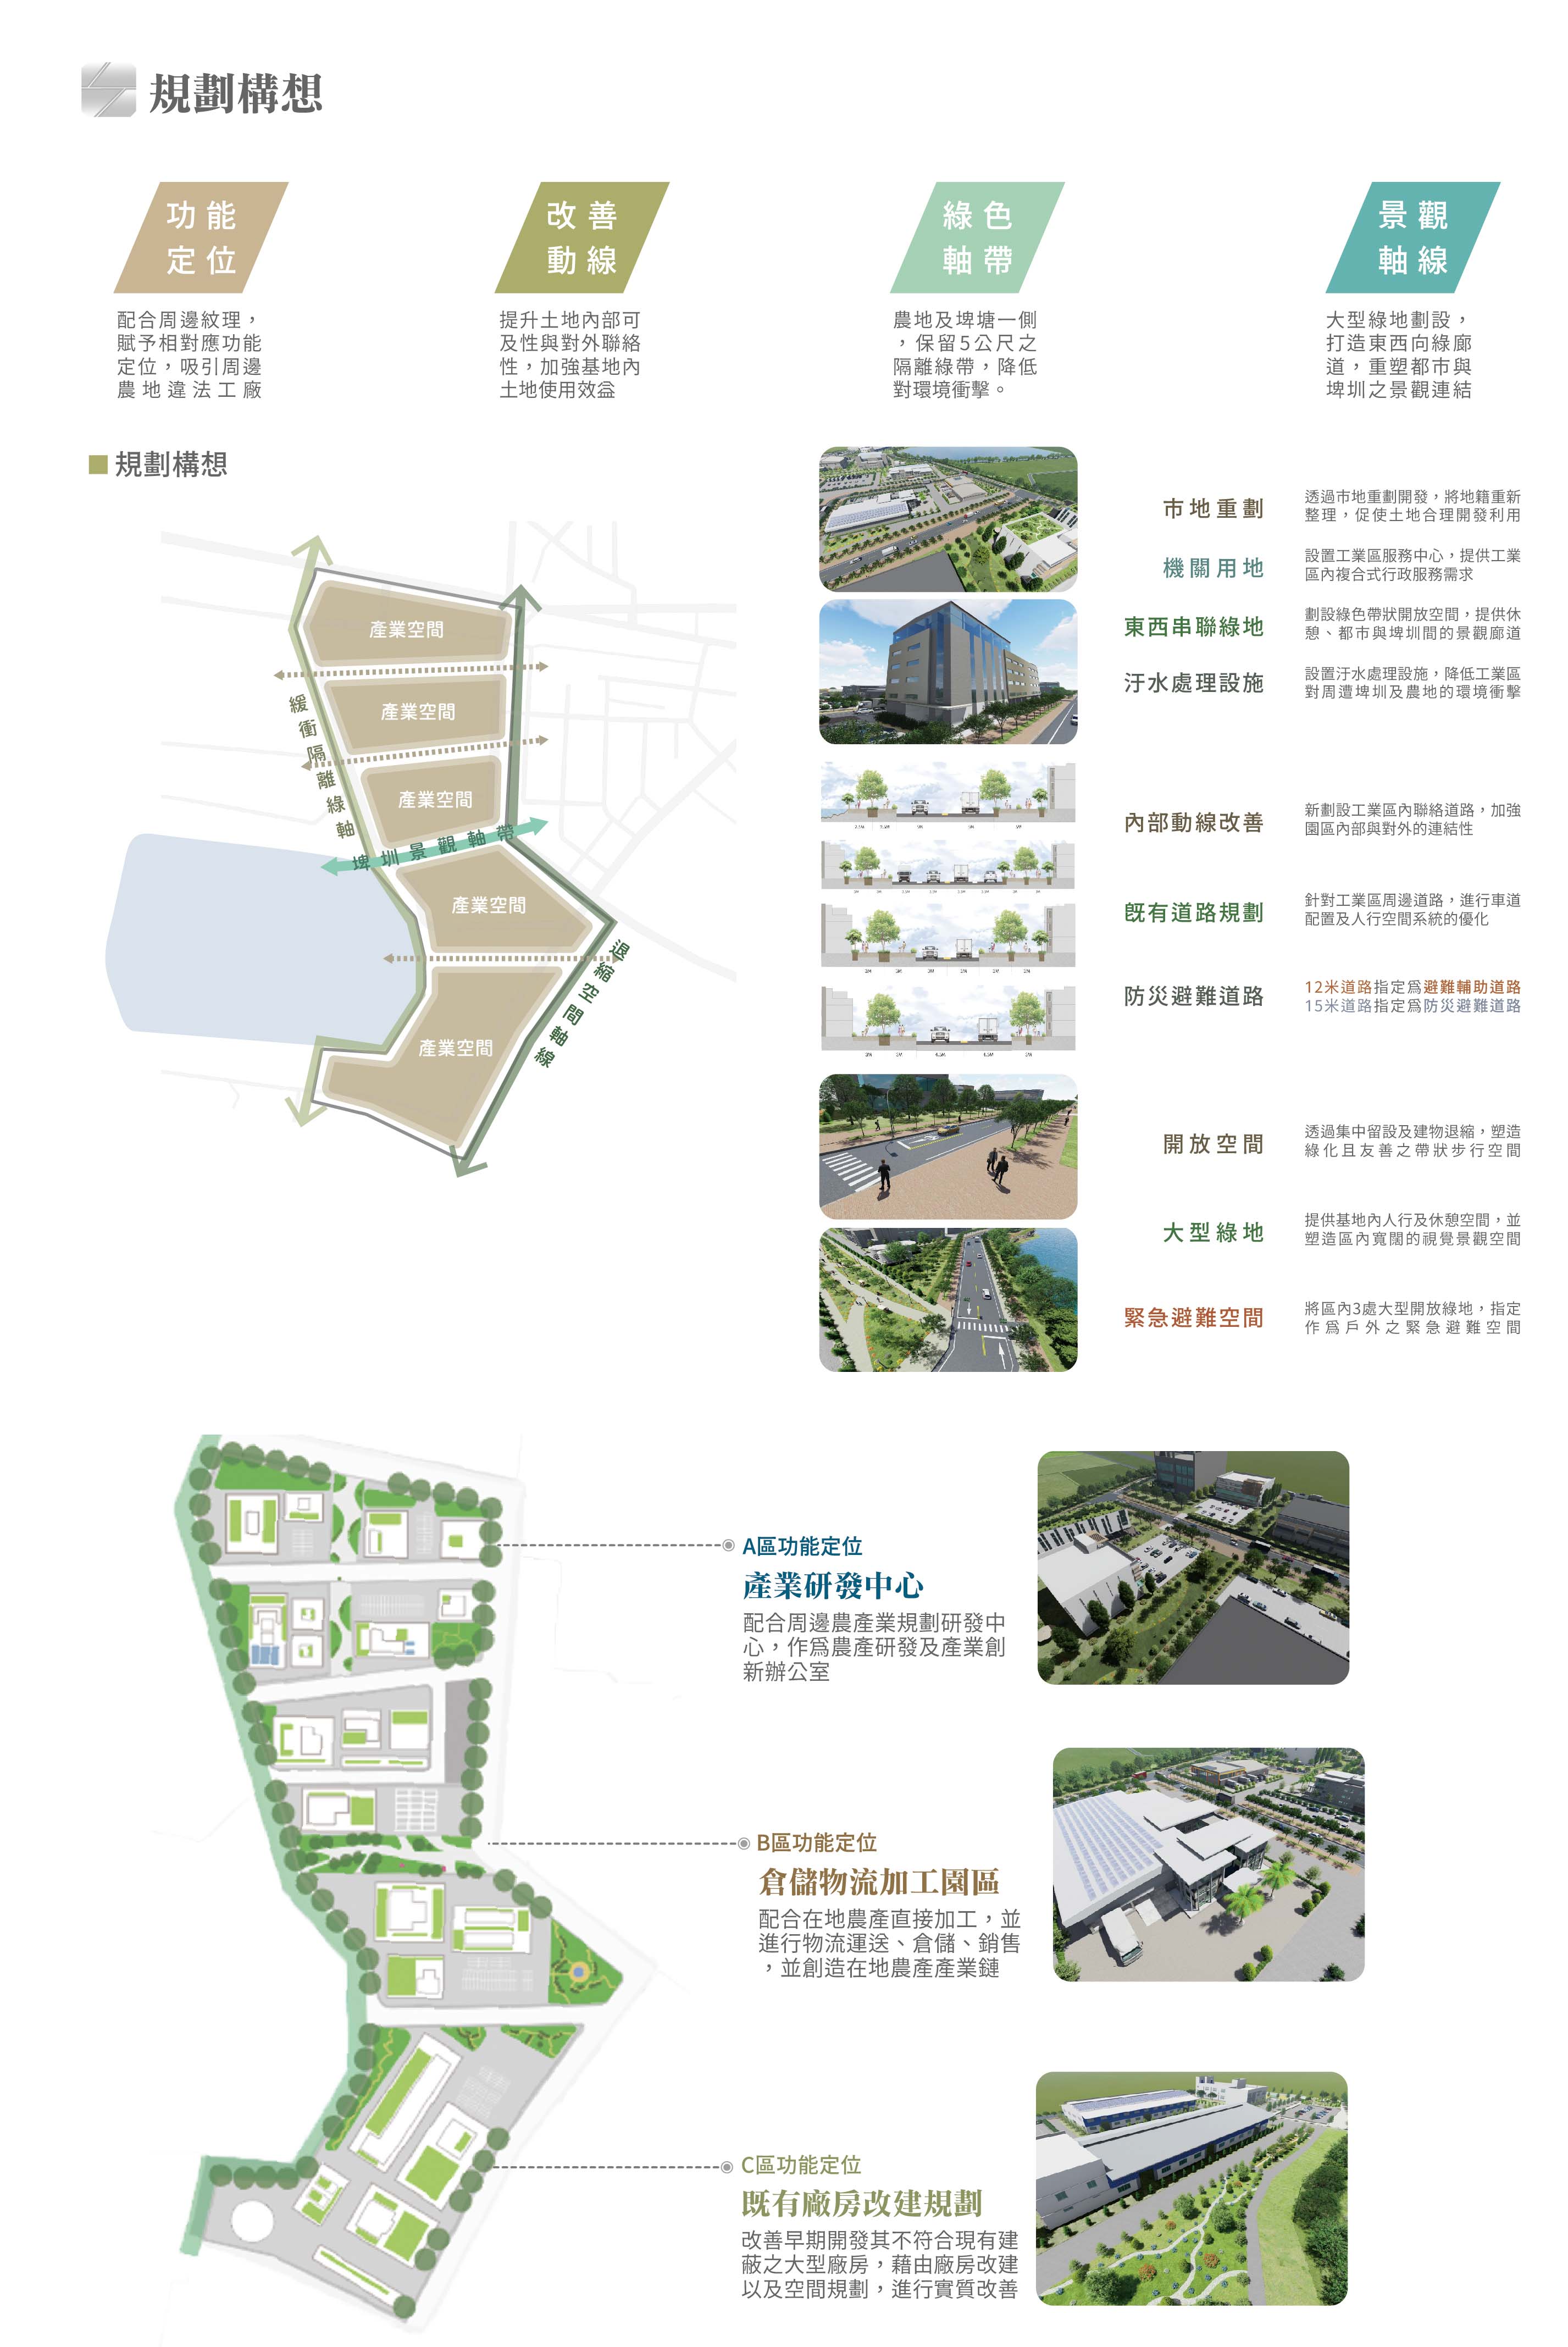 規劃構想
功能
定位
配合周邊紋理，
賦予相對應功能
定位，吸引周邊
農地違法工廠
改善
動線
提升土地內部可
及性與對外聯絡
性，加強基地內
土地使用效益
綠色
軸帶
農地及埤塘一側
，保留5公尺之
隔離綠帶，降低
對環境衝擊。
景觀
軸線
大型綠地劃設，
打造東西向綠廊
道，重塑都市與
埤圳之景觀連結
規劃構想
產業空間
產業空間
產業空間
產業空間
產業空間
緩衝隔離綠軸
埤圳景觀軸帶
退縮空間軸線
市地重劃
透過市地重劃開發，將地籍重新
整理，促使土地合理開發利用
機關用地
設置工業區服務中心，提供工業
區內複合式行政服務需求
東西串聯綠地
劃設綠色帶狀開放空間，提供休
憩、都市與埤圳間的景觀廊道
汙水處理設施
設置汙水處理設施，降低工業區
對周遭埤圳及農地的環境衝擊
內部動線改善
新劃設工業區內聯絡道路，加強
園區內部與對外的連結性
既有道路規劃
針對工業區周邊道路，進行車道
配置及人行空間系統的優化
防災避難道路
12米道路指定爲避難輔助道路
15米道路指定爲防災避難道路
開放空間
透過集中留設及建物退縮，塑造
綠化且友善之帶狀步行空間
大型綠地
提供基地內人行及休憩空間，並
塑造區內寬闊的視覺景觀空間
緊急避難空間
將區內3處大型開放綠地，指定
作爲戶外之緊急避難空間
A區功能定位
產業研發中心
配合周邊農產業規劃研發中
心，作爲農產研發及產業創
新辦公室
B區功能定位
倉儲物流加工園區
配合在地農產直接加工，並
進行物流運送、倉儲、銷售
，並創造在地農產產業鏈
C區功能定位
既有廠房改建規劃
改善早期開發其不符合現有建
蔽之大型廠房，藉由廠房改建
以及空間規劃，進行實質改善